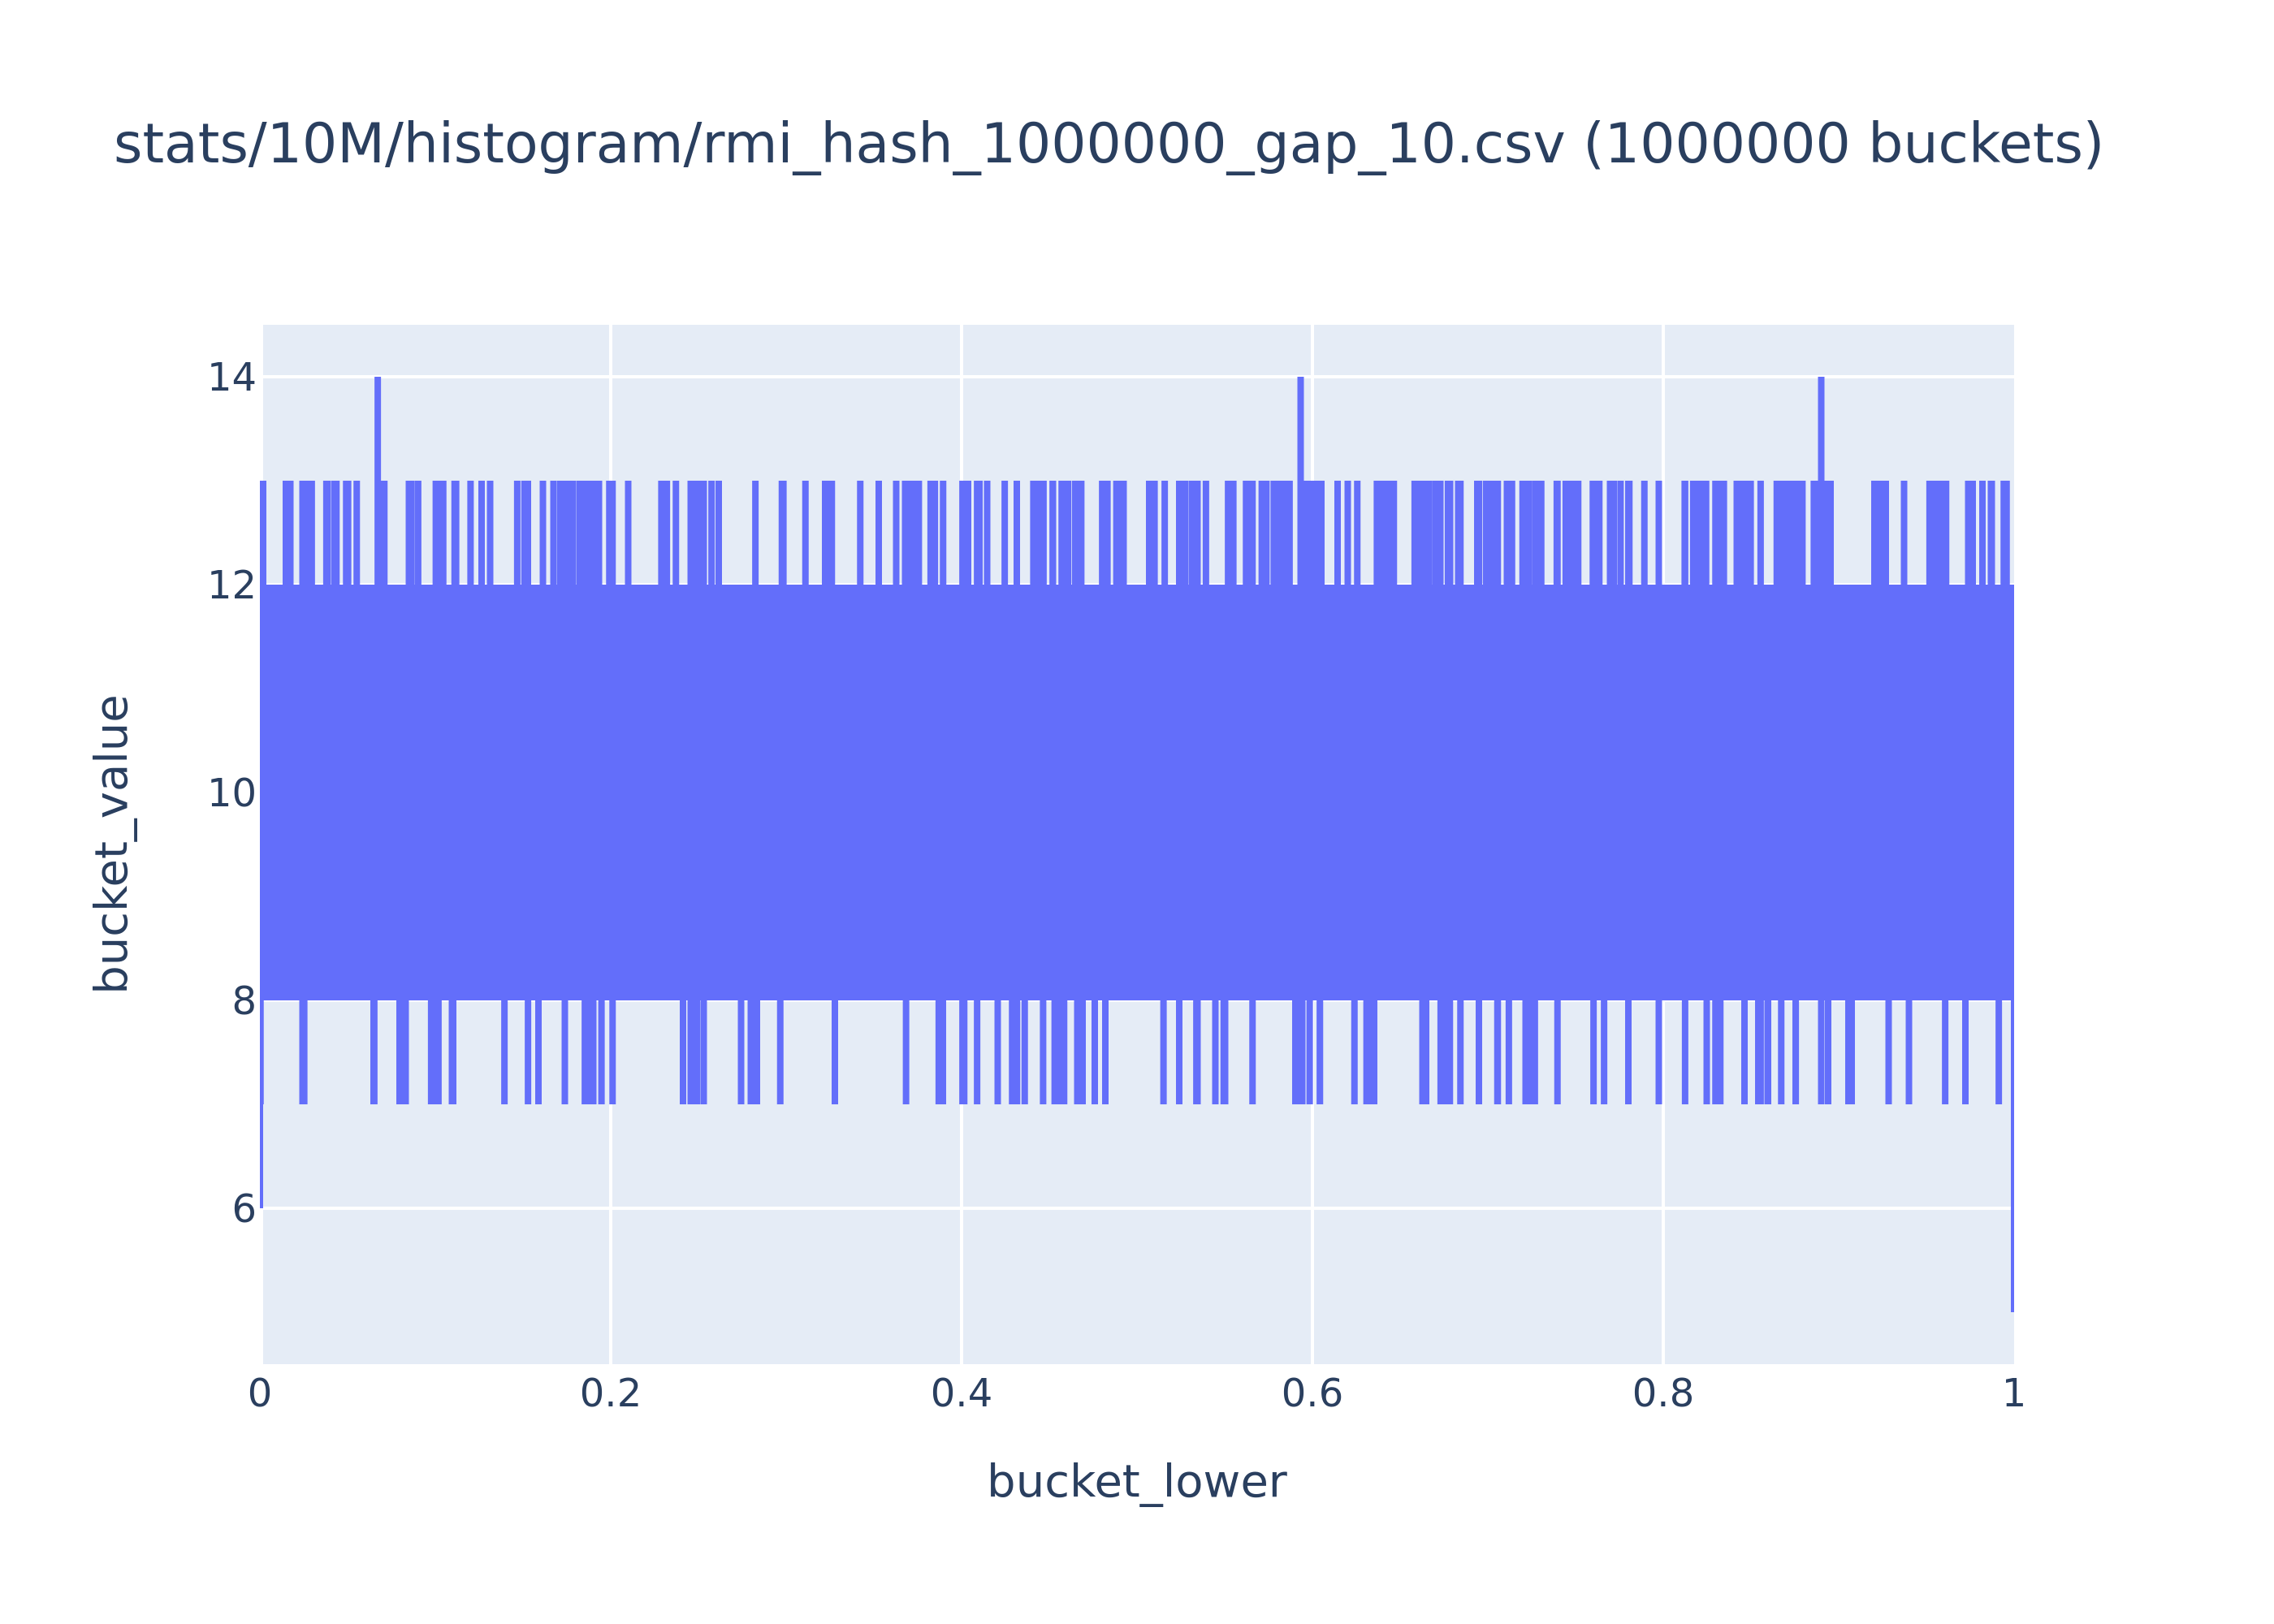 stats/10M/histogram/rmi_hash_1000000_gap_10.csv (1000000 buckets)
14
12
10
8
6
bucket_value
0 0.2 0.4 0.6 0.8 1
bucket_lower